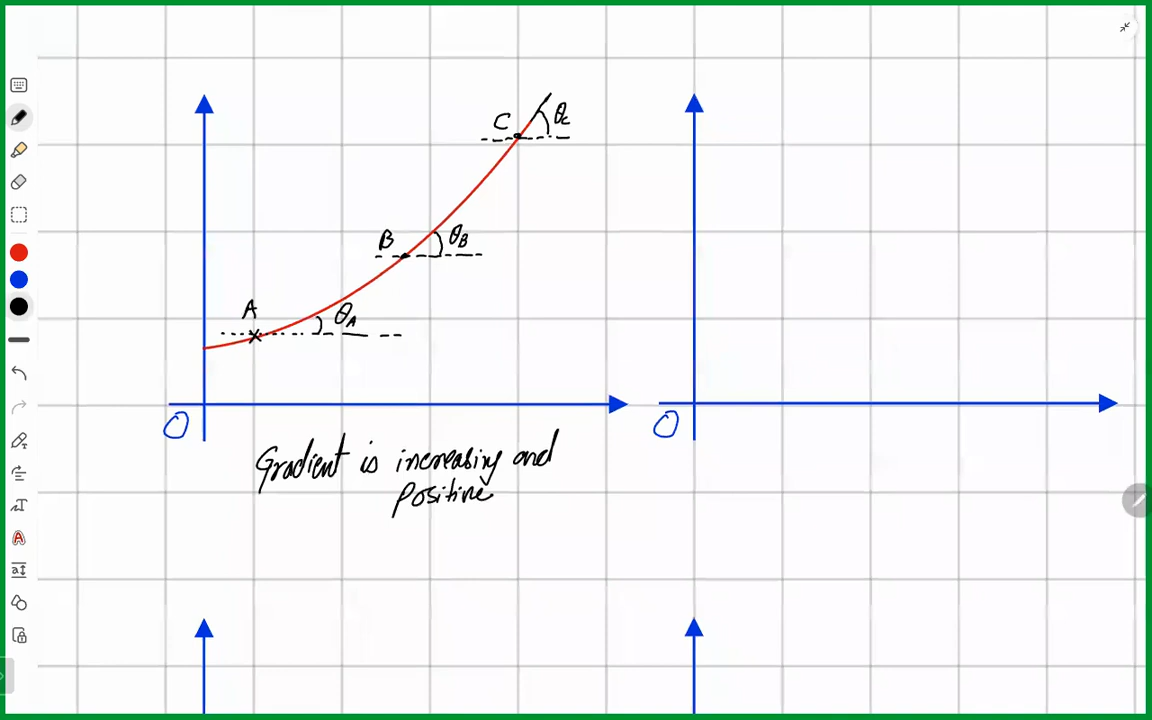 C θc
B θB
A θA
O
O
Gradient is increasing and
positive